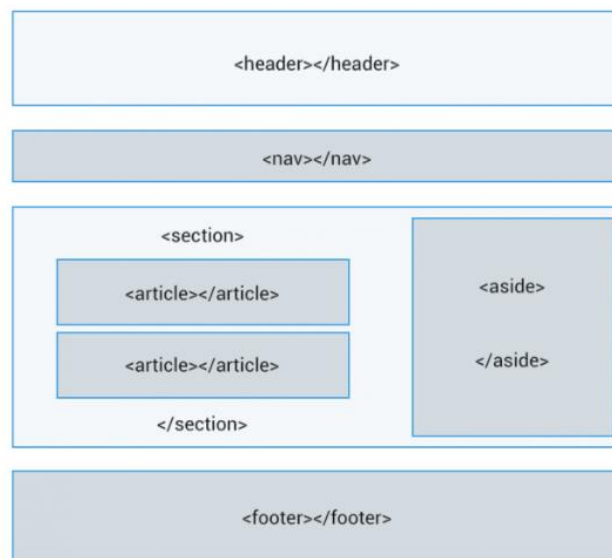 <header></header>
<nav></nav>
<section>
<article></article>
<article></article>
</section>
<aside>
</aside>
<footer></footer>